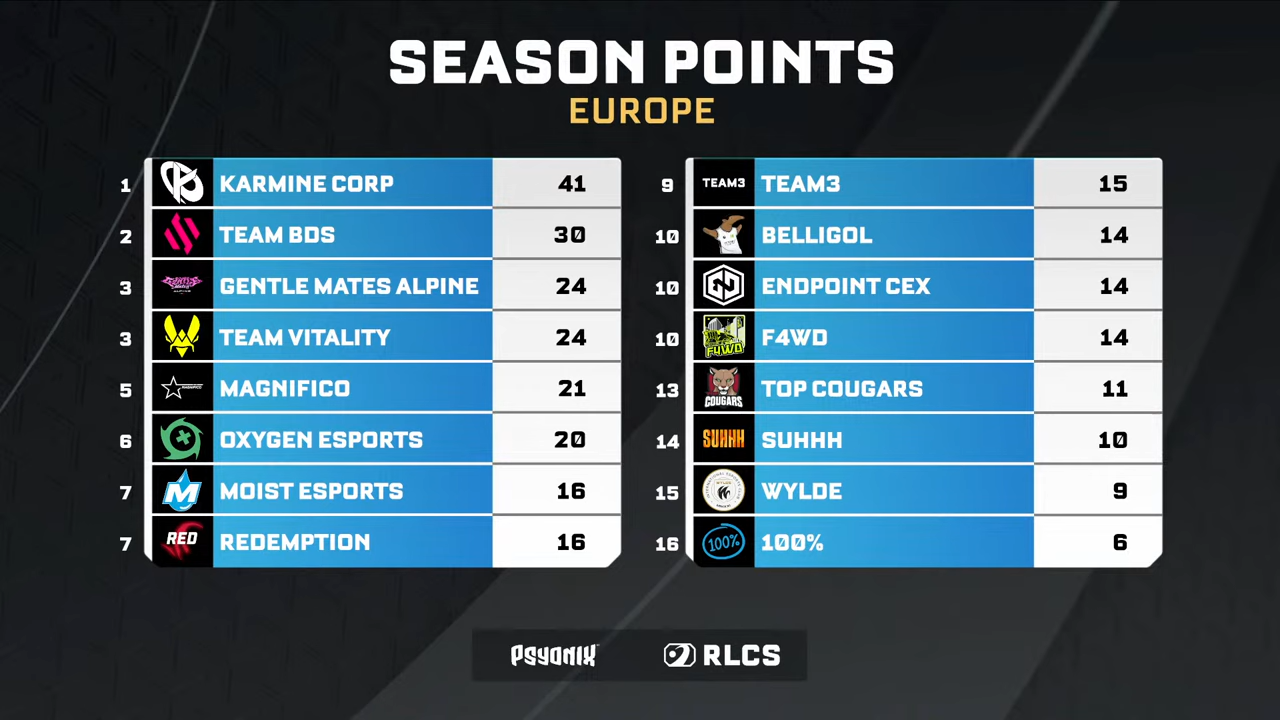 SEASON POINTS
EUROPE
1 KARMINE CORP 41
2 TEAM BDS 30
3 GENTLE MATES ALPINE 24
3 TEAM VITALITY 24
5 MAGNIFICO MAGNIFICO 21
6 OXYGEN ESPORTS 20
7 M MOIST ESPORTS 16
7 RED REDEMPTION 16
9 TEAM3 TEAM3 15
10 BELLIGOL 14
10 ENDPOINT CEX 14
10 F4WD F4WD 14
13 COUGARS TOP COUGARS 11
14 SUHHH SUHHH 10
15 WYLDE 9
16 100% 100% 6
PSYONIX RLCS